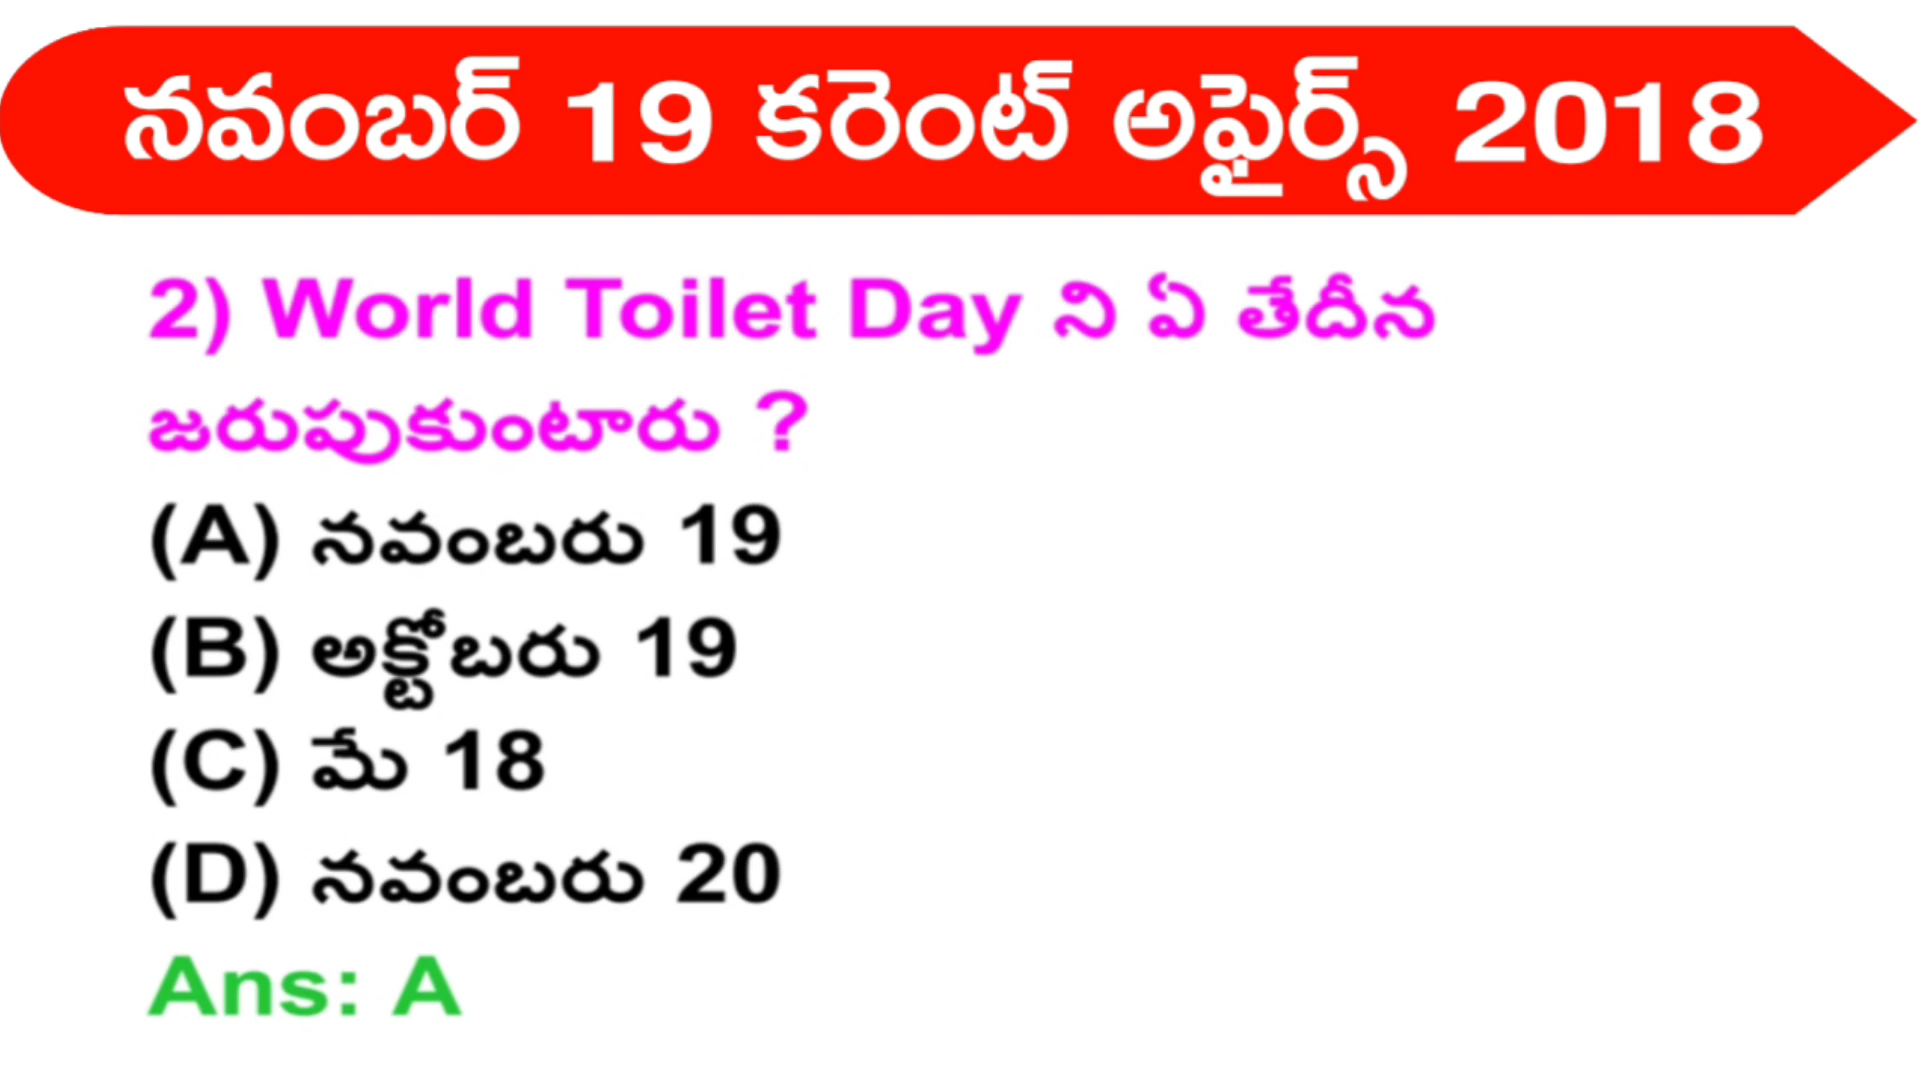 నవంబర్ 19 కరెంట్ అఫైర్స్ 2018
2) World Toilet Day ని ఏ తేదీన
జరుపుకుంటారు ?
(A) నవంబరు 19
(B) అక్టోబరు 19
(C) మే 18
(D) నవంబరు 20
Ans: A